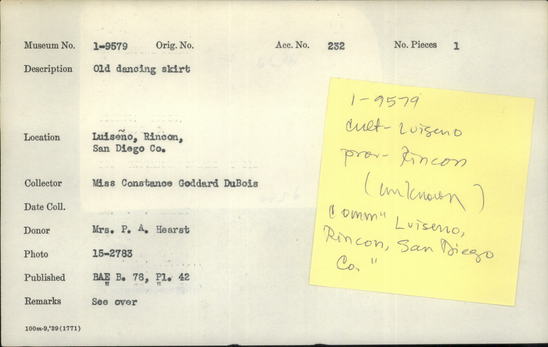 Museum No. 1-9579 Orig. No. Acc. No. 232 No. Pieces 1
Description Old dancing skirt
Location Luiseño, Rincon,
San Diego Co.
Collector Miss Constance Goddard DuBois
Date Coll.
Donor Mrs. P. A. Hearst
Photo 15-2783
Published BAE B. 78, Pl. 42
Remarks See over
100m-9,'39(1771)
1-9579
cult- Luiseno
prov- Rincon
(unknown)
Comm" Luiseno,
Rincon, San Diego
Co."